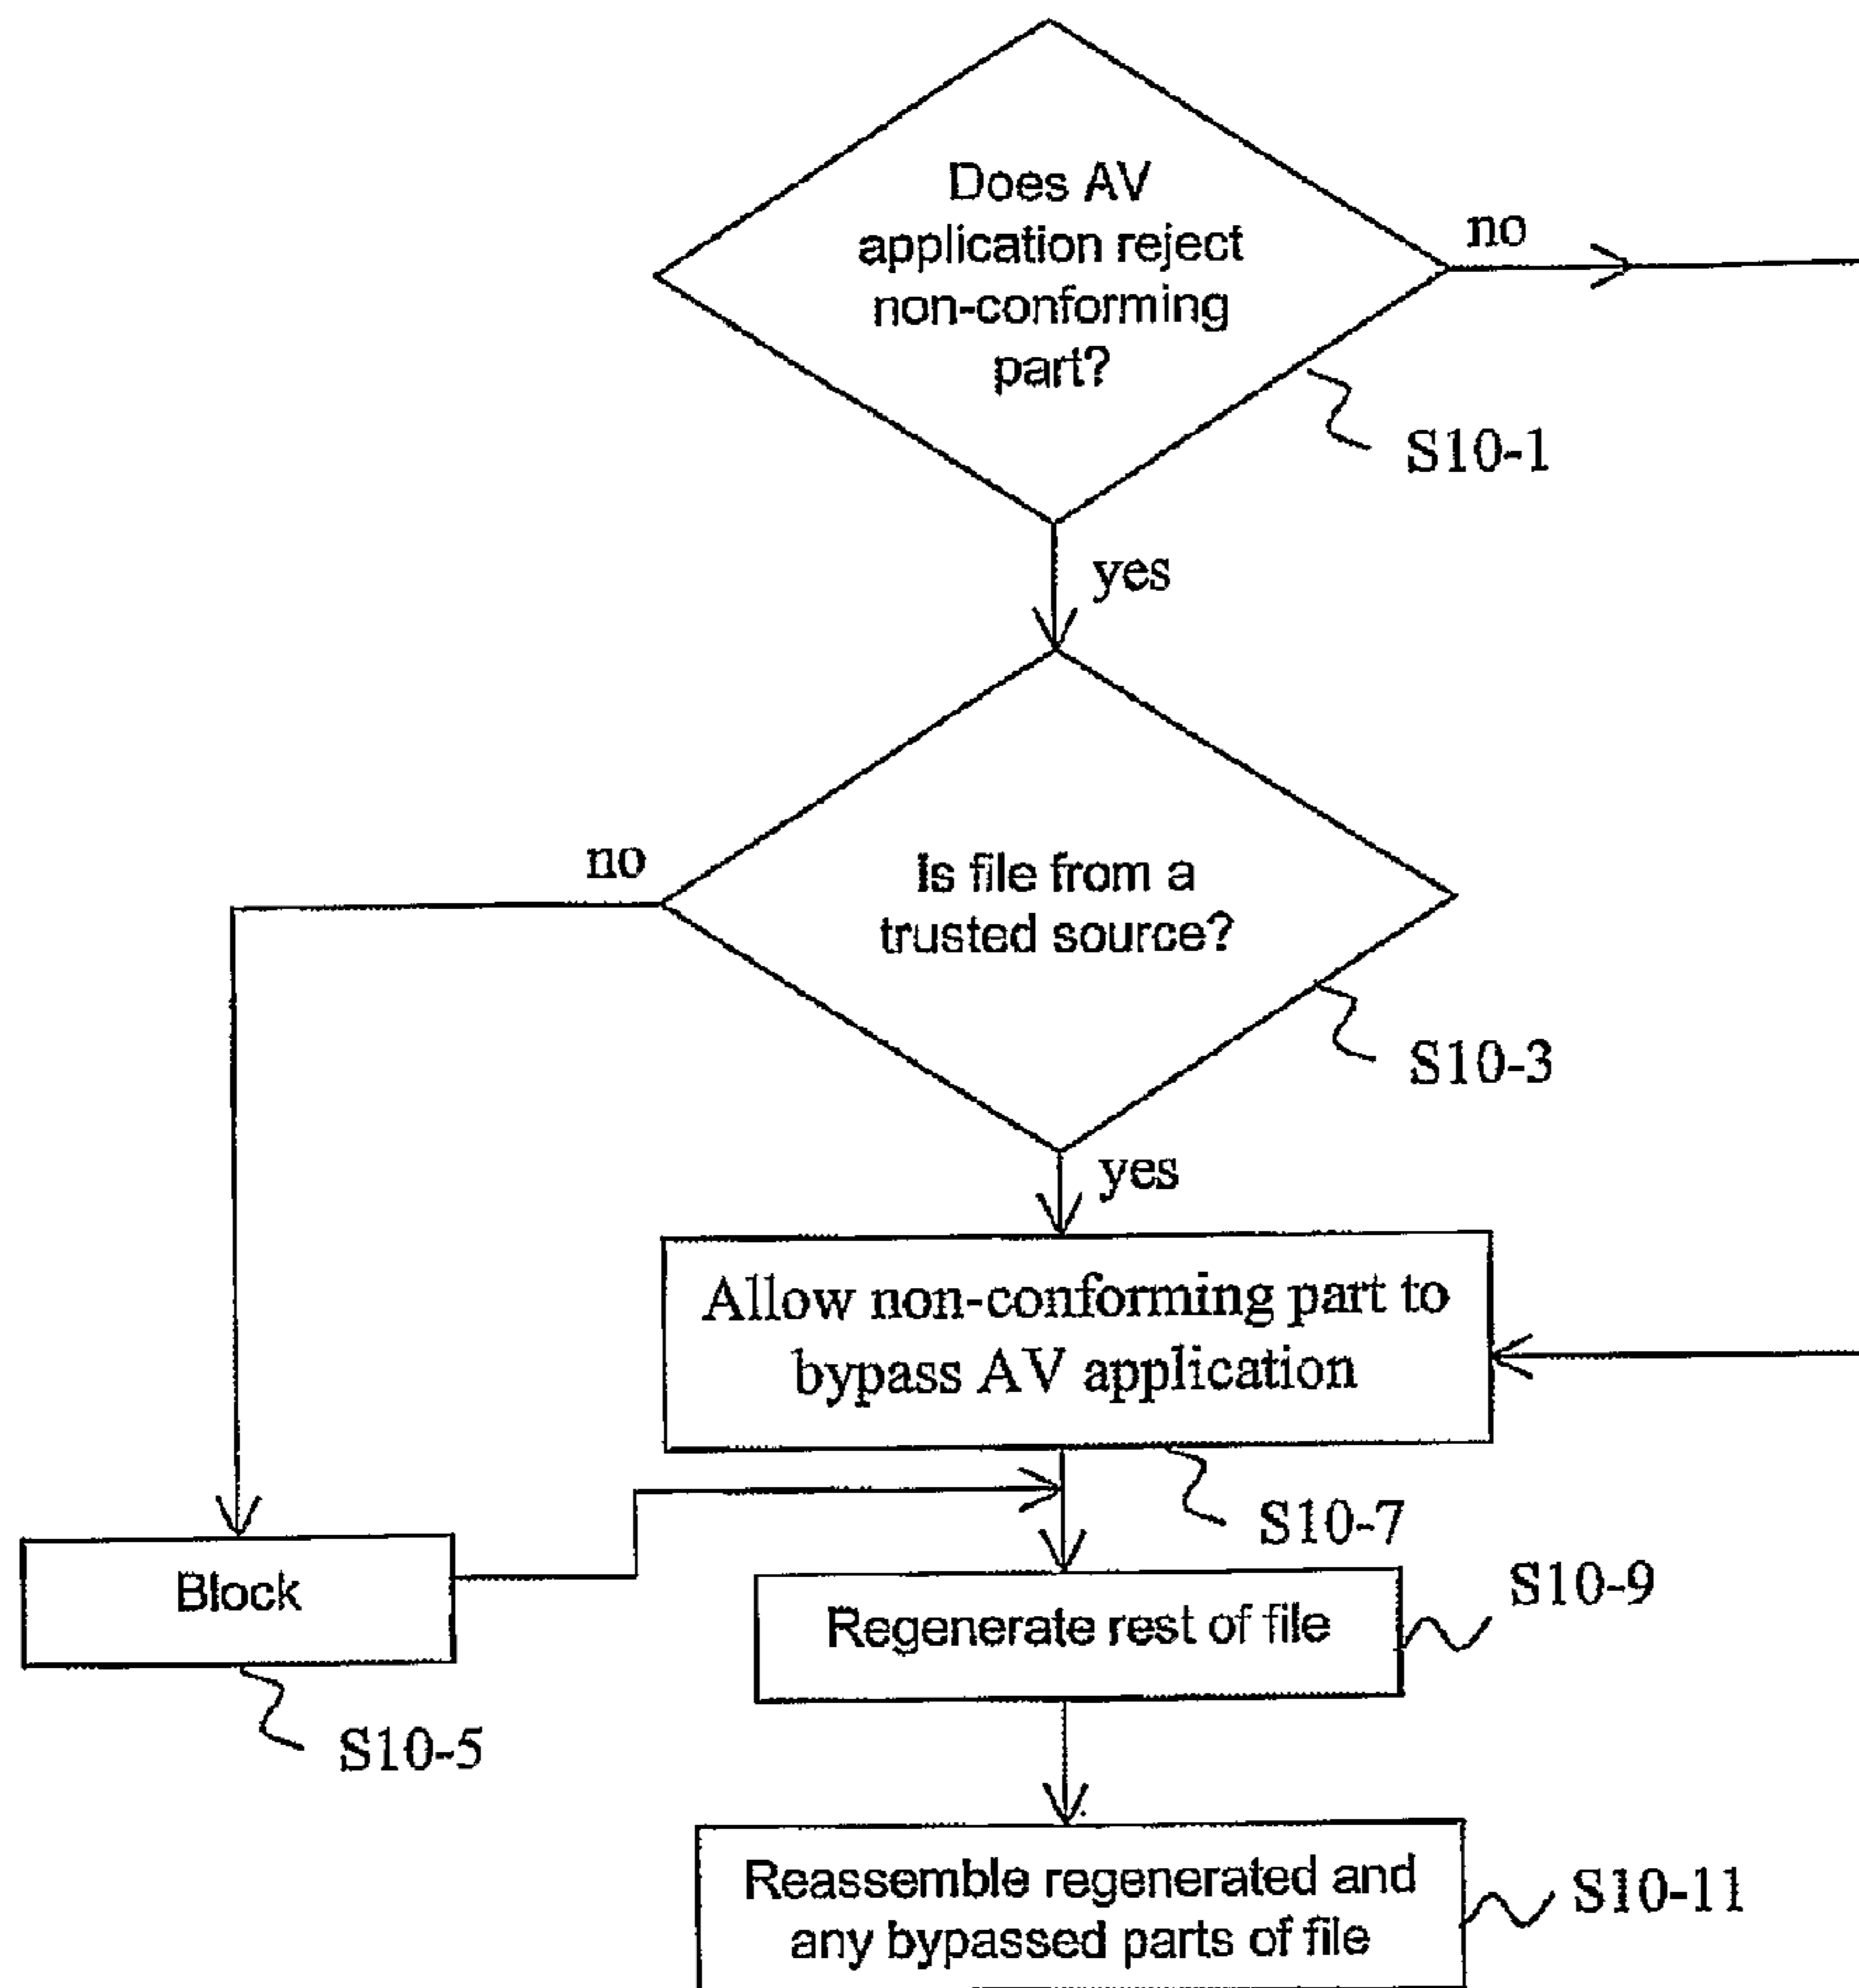 Does AV
application reject
non-conforming
part?
no
S10-1
yes
no
Is file from a
trusted source?
S10-3
yes
Allow non-conforming part to
bypass AV application
S10-7
Block
S10-5
Regenerate rest of file
S10-9
Reassemble regenerated and
any bypassed parts of file
S10-11